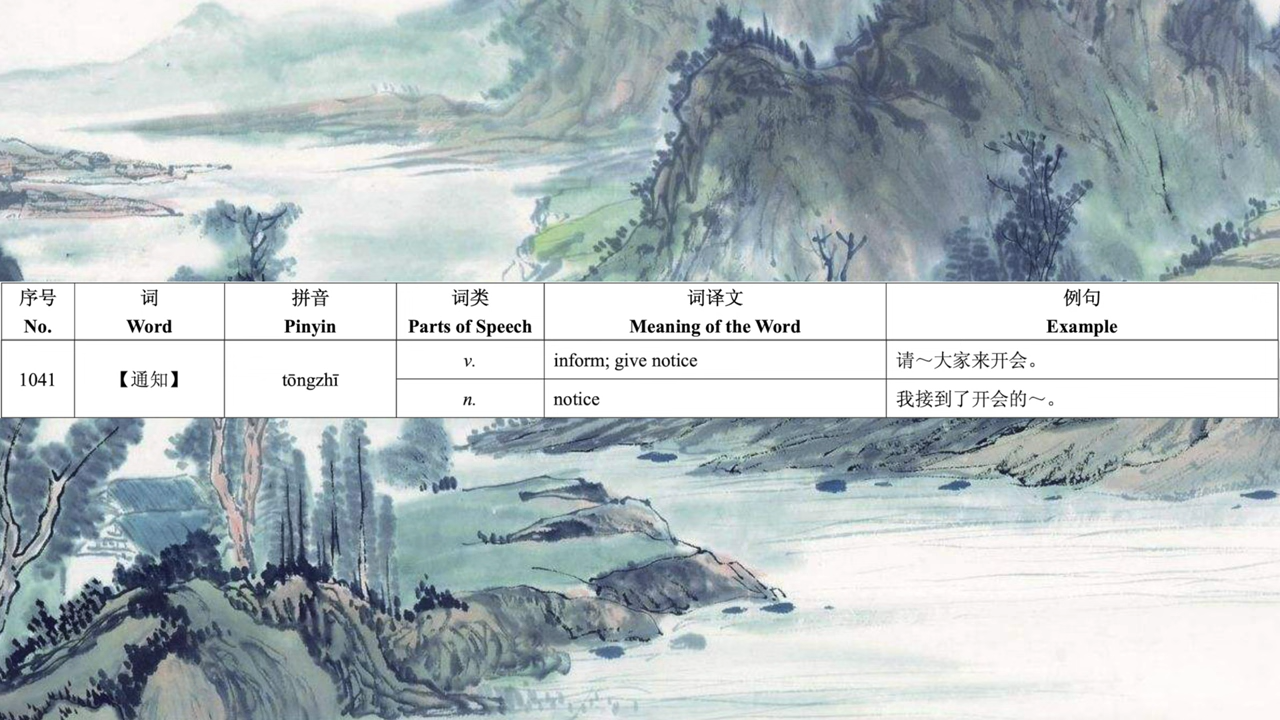 序号 词 拼音 词类 词译文 例句
No. Word Pinyin Parts of Speech Meaning of the Word Example
1041 【通知】 tōngzhī v. inform; give notice 请～大家来开会。
n. notice 我接到了开会的～。